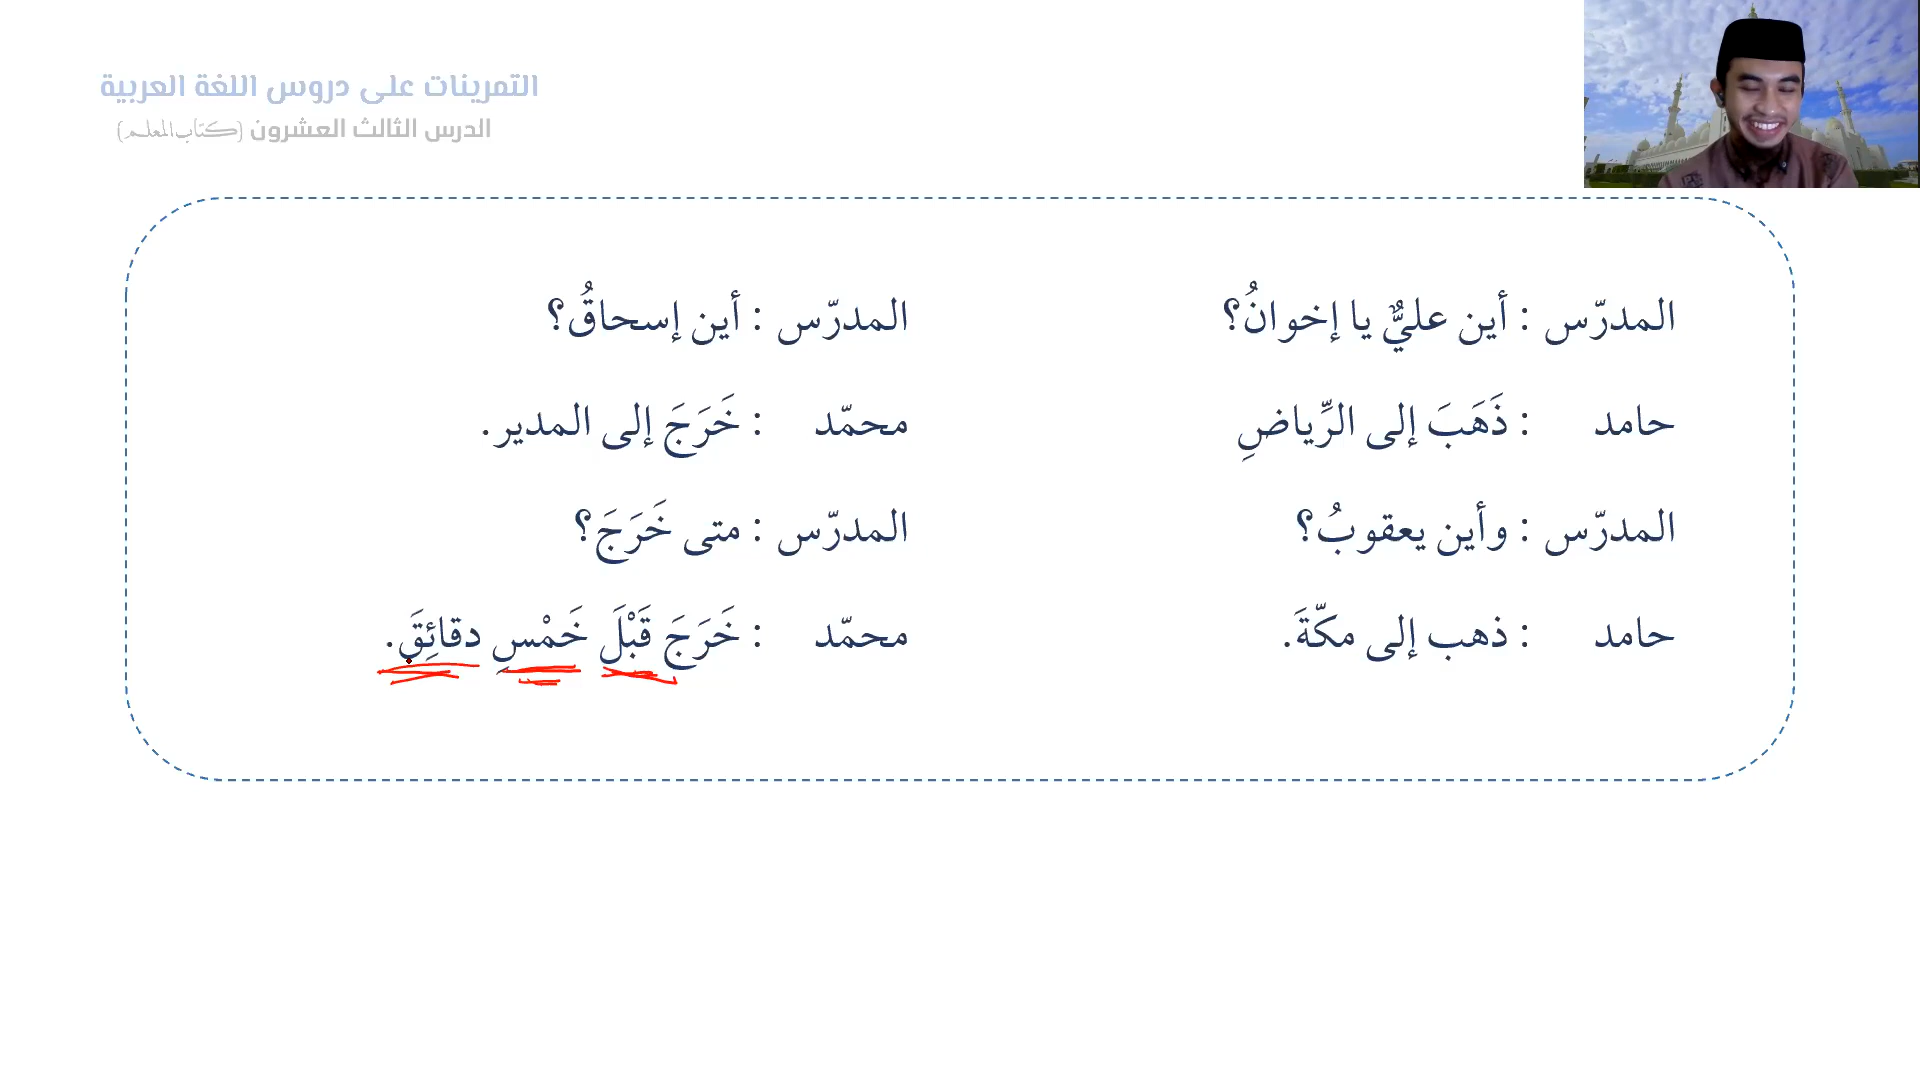 التمرينات على دروس اللغة العربية
الدرس الثالث العشرون (كتاب المعلم)
المدرّس : أين عليٌّ يا إخوانُ؟
حامد : ذَهَبَ إلى الرِّياضِ
المدرّس : وأين يعقوبُ؟
حامد : ذهب إلى مكّةَ.
المدرّس : أين إسحاقُ؟
محمّد : خَرَجَ إلى المدير.
المدرّس : متى خَرَجَ؟
محمّد : خَرَجَ قَبْلَ خَمْسِ دقائِقَ.